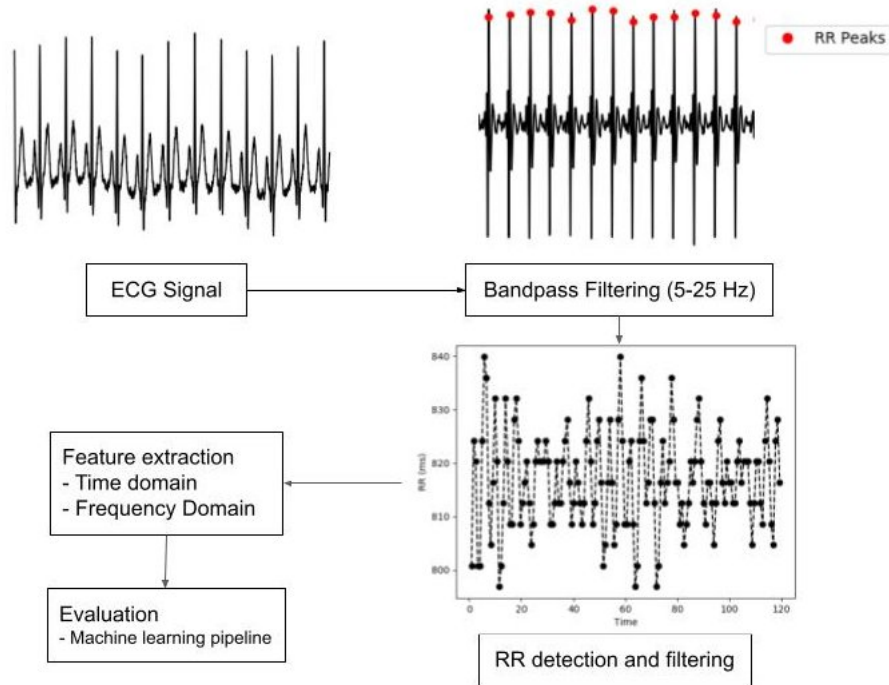 RR Peaks
ECG Signal
Bandpass Filtering (5-25 Hz)
840
830
820
810
800
RR (ms)
0
20
40
60
80
100
120
Time
RR detection and filtering
Feature extraction
- Time domain
- Frequency Domain
Evaluation
- Machine learning pipeline